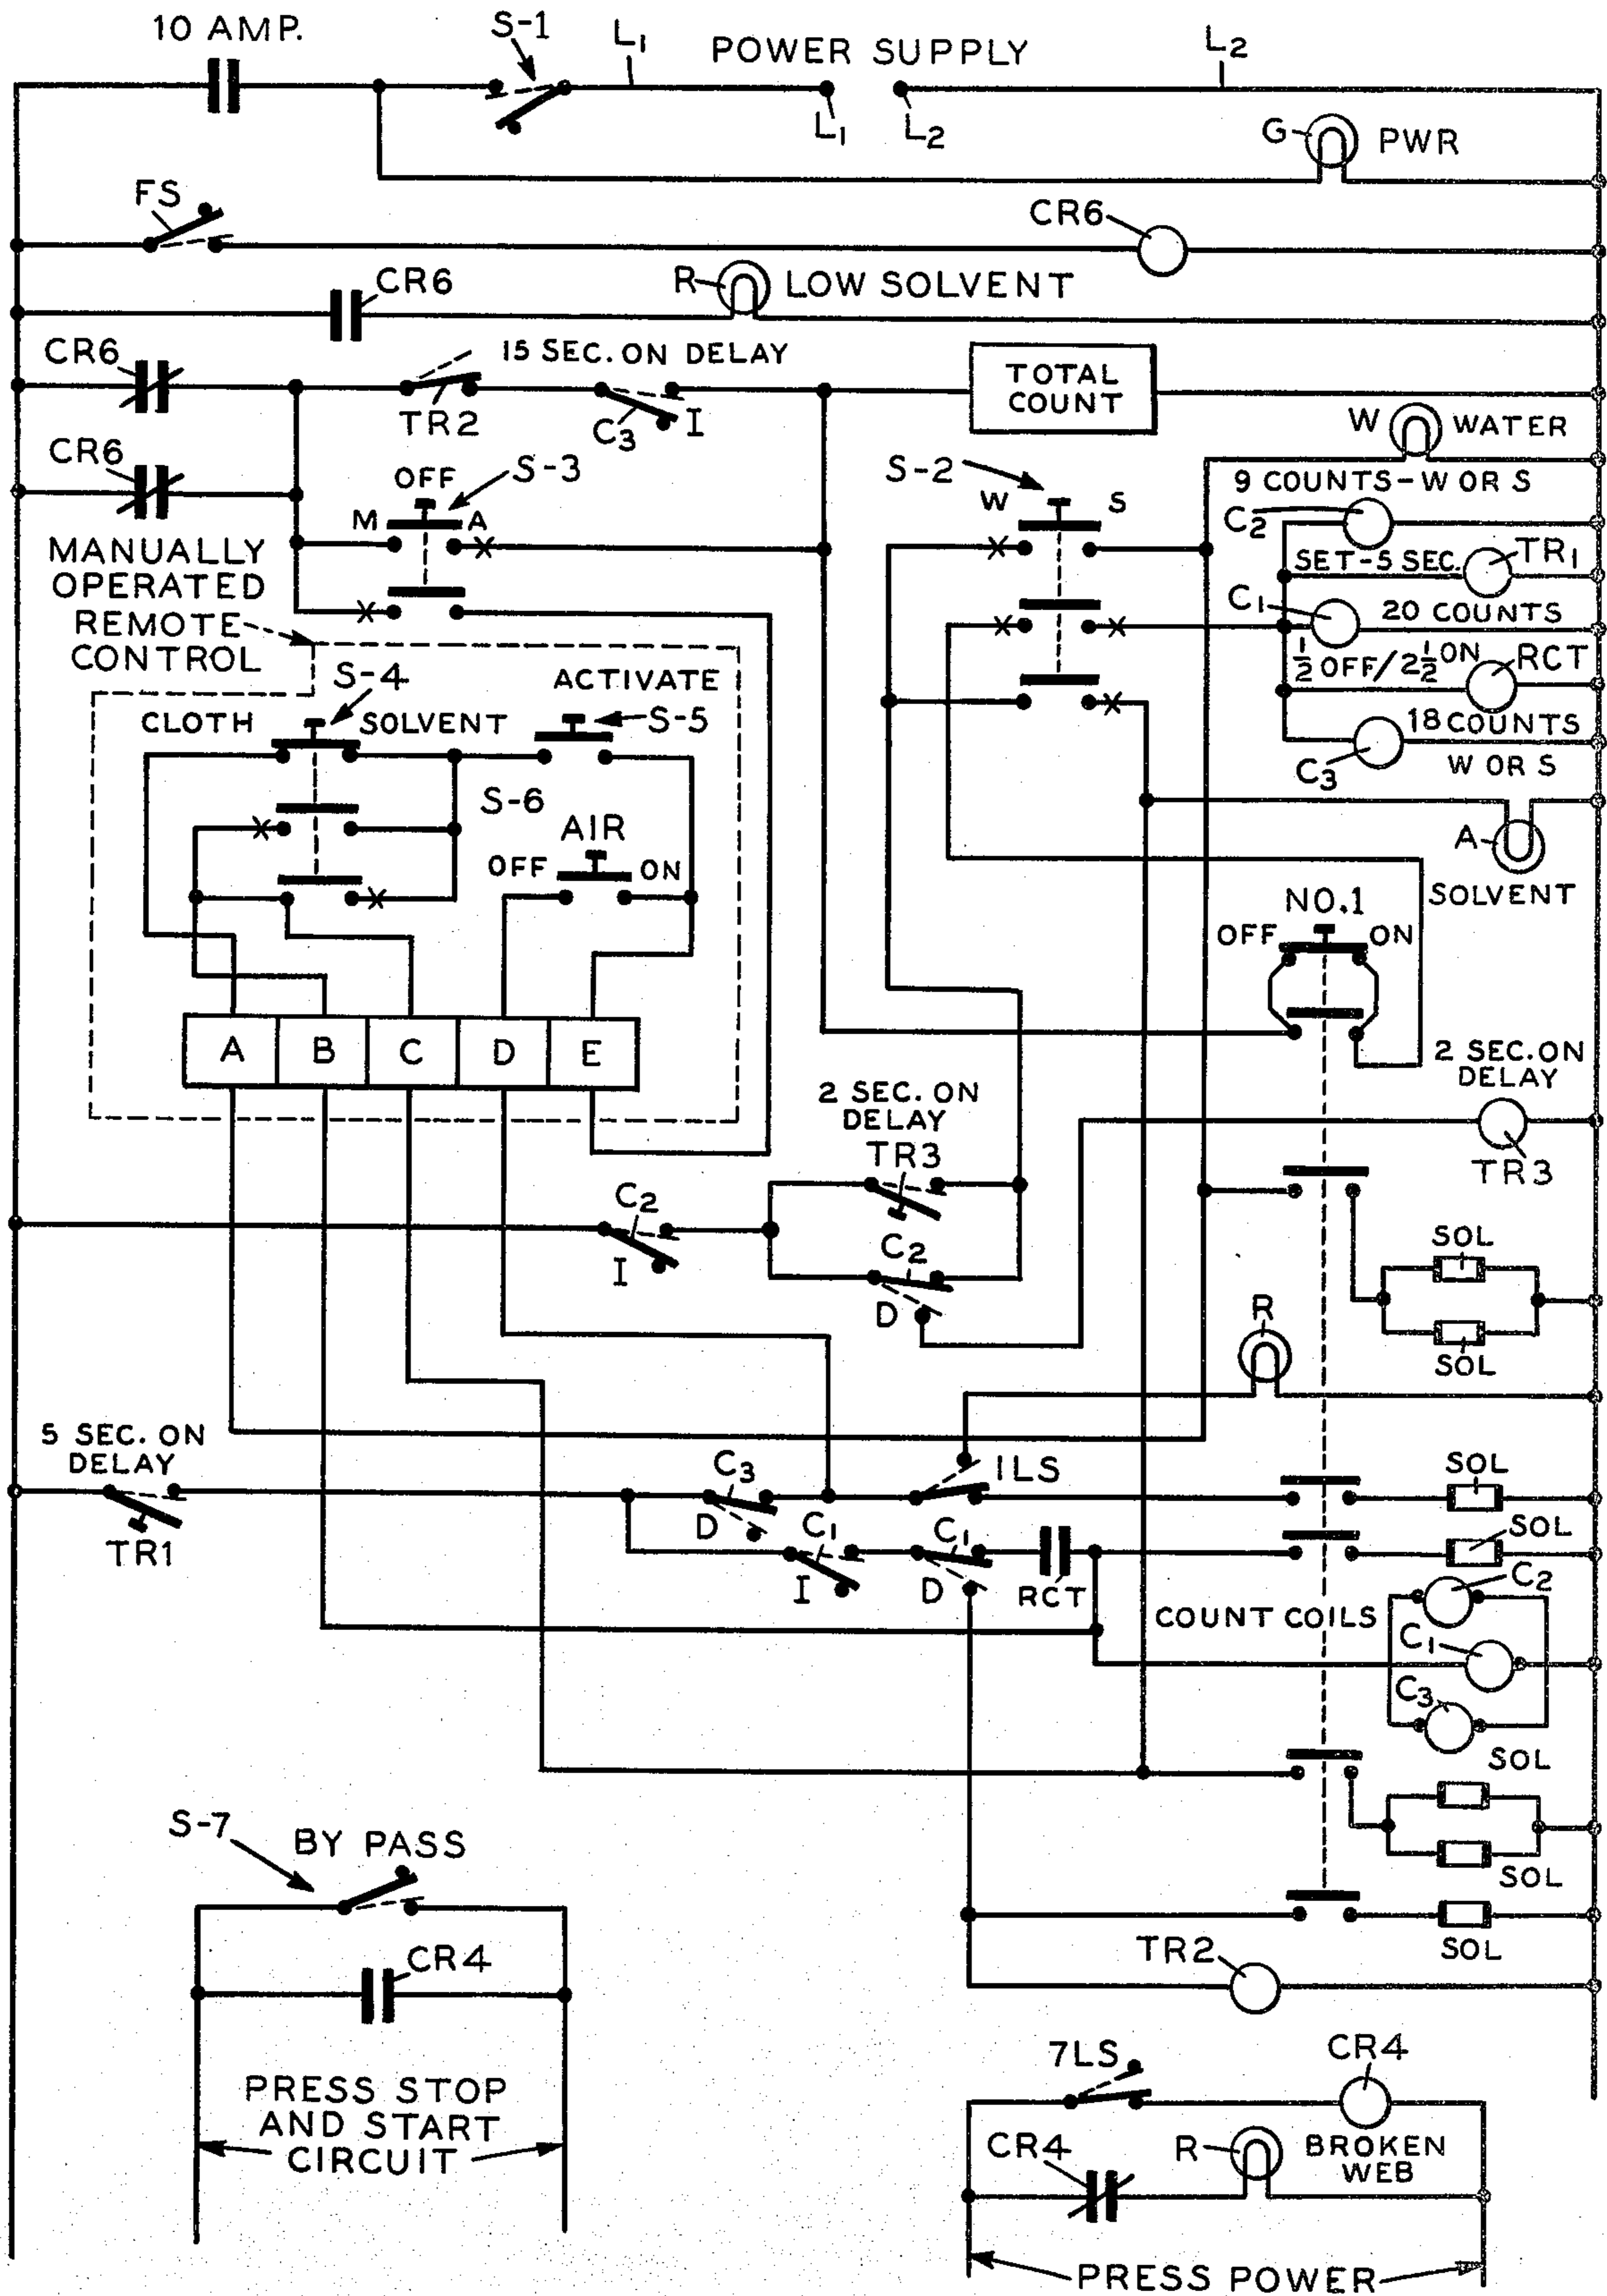 10 AMP.
S-1
L1
POWER SUPPLY
L2
L1
L2
G
PWR
FS
CR6
CR6
R
LOW SOLVENT
CR6
15 SEC. ON DELAY
TR2
C3
I
TOTAL
COUNT
W
WATER
CR6
OFF
S-3
M
A
S-2
W
S
9 COUNTS-W OR S
C2
SET-5 SEC.
TR1
C1
20 COUNTS
1/2 OFF/2 1/2 ON
RCT
18 COUNTS
C3
W OR S
MANUALLY
OPERATED
REMOTE
CONTROL
S-4
ACTIVATE
CLOTH
SOLVENT
S-5
S-6
AIR
OFF
ON
A
SOLVENT
NO.1
OFF
ON
A
B
C
D
E
2 SEC. ON
DELAY
TR3
2 SEC. ON
DELAY
TR3
C2
I
C2
D
SOL
SOL
R
5 SEC. ON
DELAY
TR1
C3
D
1LS
SOL
C1
I
C1
D
RCT
SOL
COUNT COILS
C2
C1
C3
SOL
SOL
S-7
BY PASS
CR4
SOL
TR2
PRESS STOP
AND START
CIRCUIT
7LS
CR4
CR4
R
BROKEN
WEB
PRESS POWER